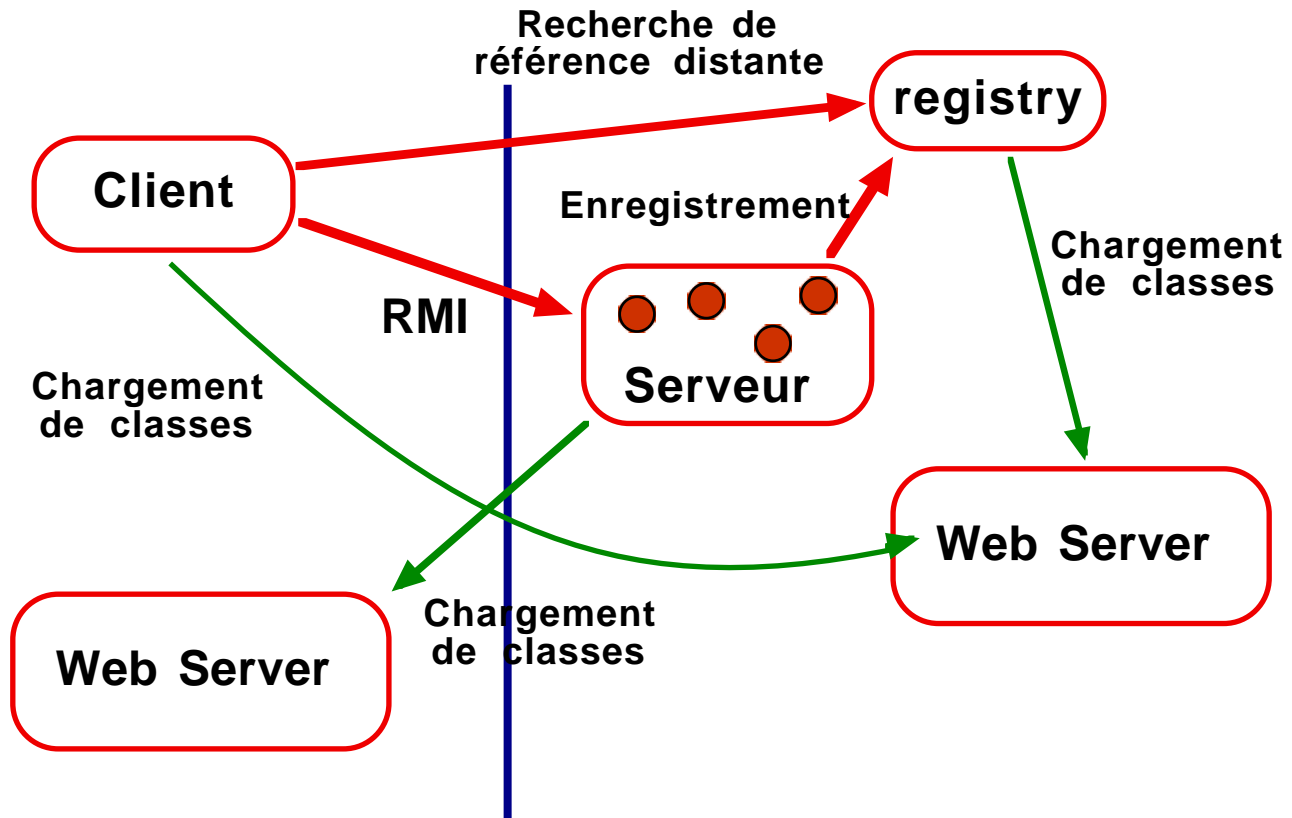 Recherche de
référence distante
registry
Client
Enregistrement
Chargement
de classes
RMI
Serveur
Chargement
de classes
Web Server
Chargement
de classes
Web Server